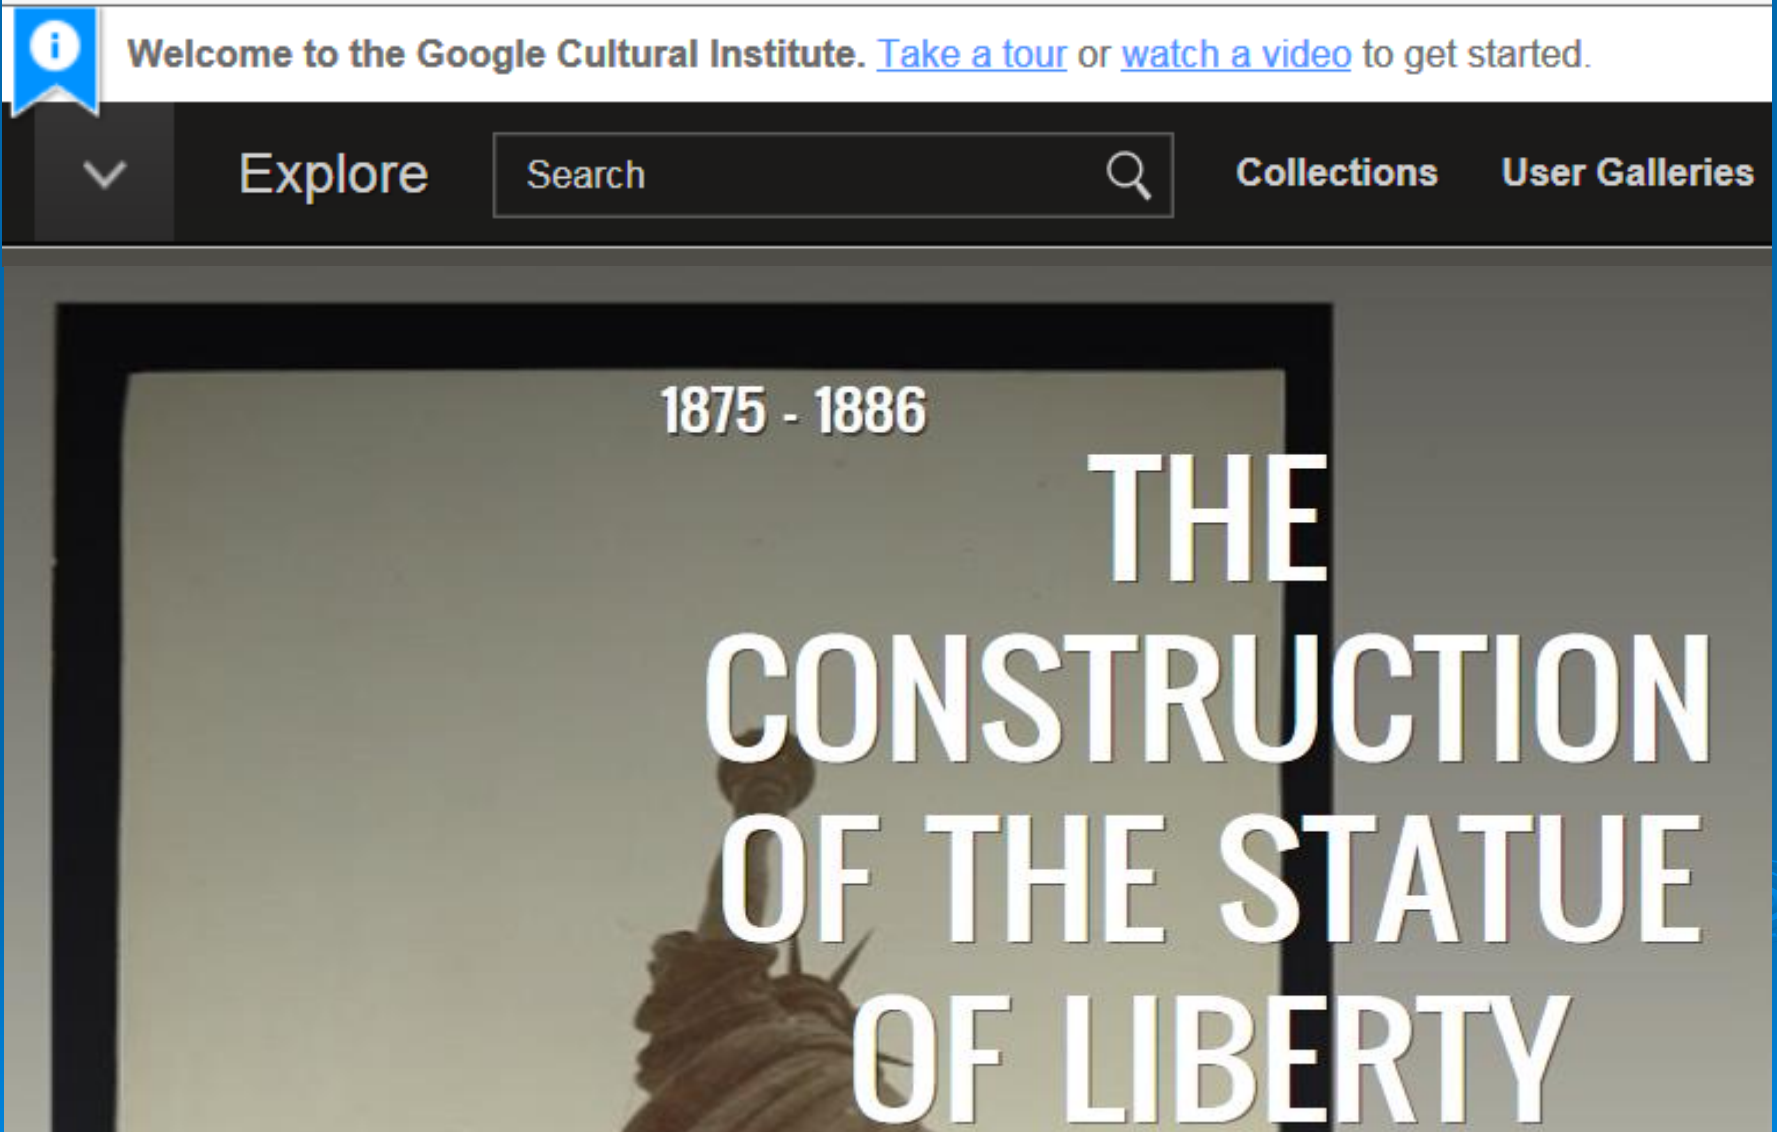 Welcome to the Google Cultural Institute. Take a tour or watch a video to get started.
Explore Search Collections User Galleries
1875 - 1886
THE
CONSTRUCTION
OF THE STATUE
OF LIBERTY